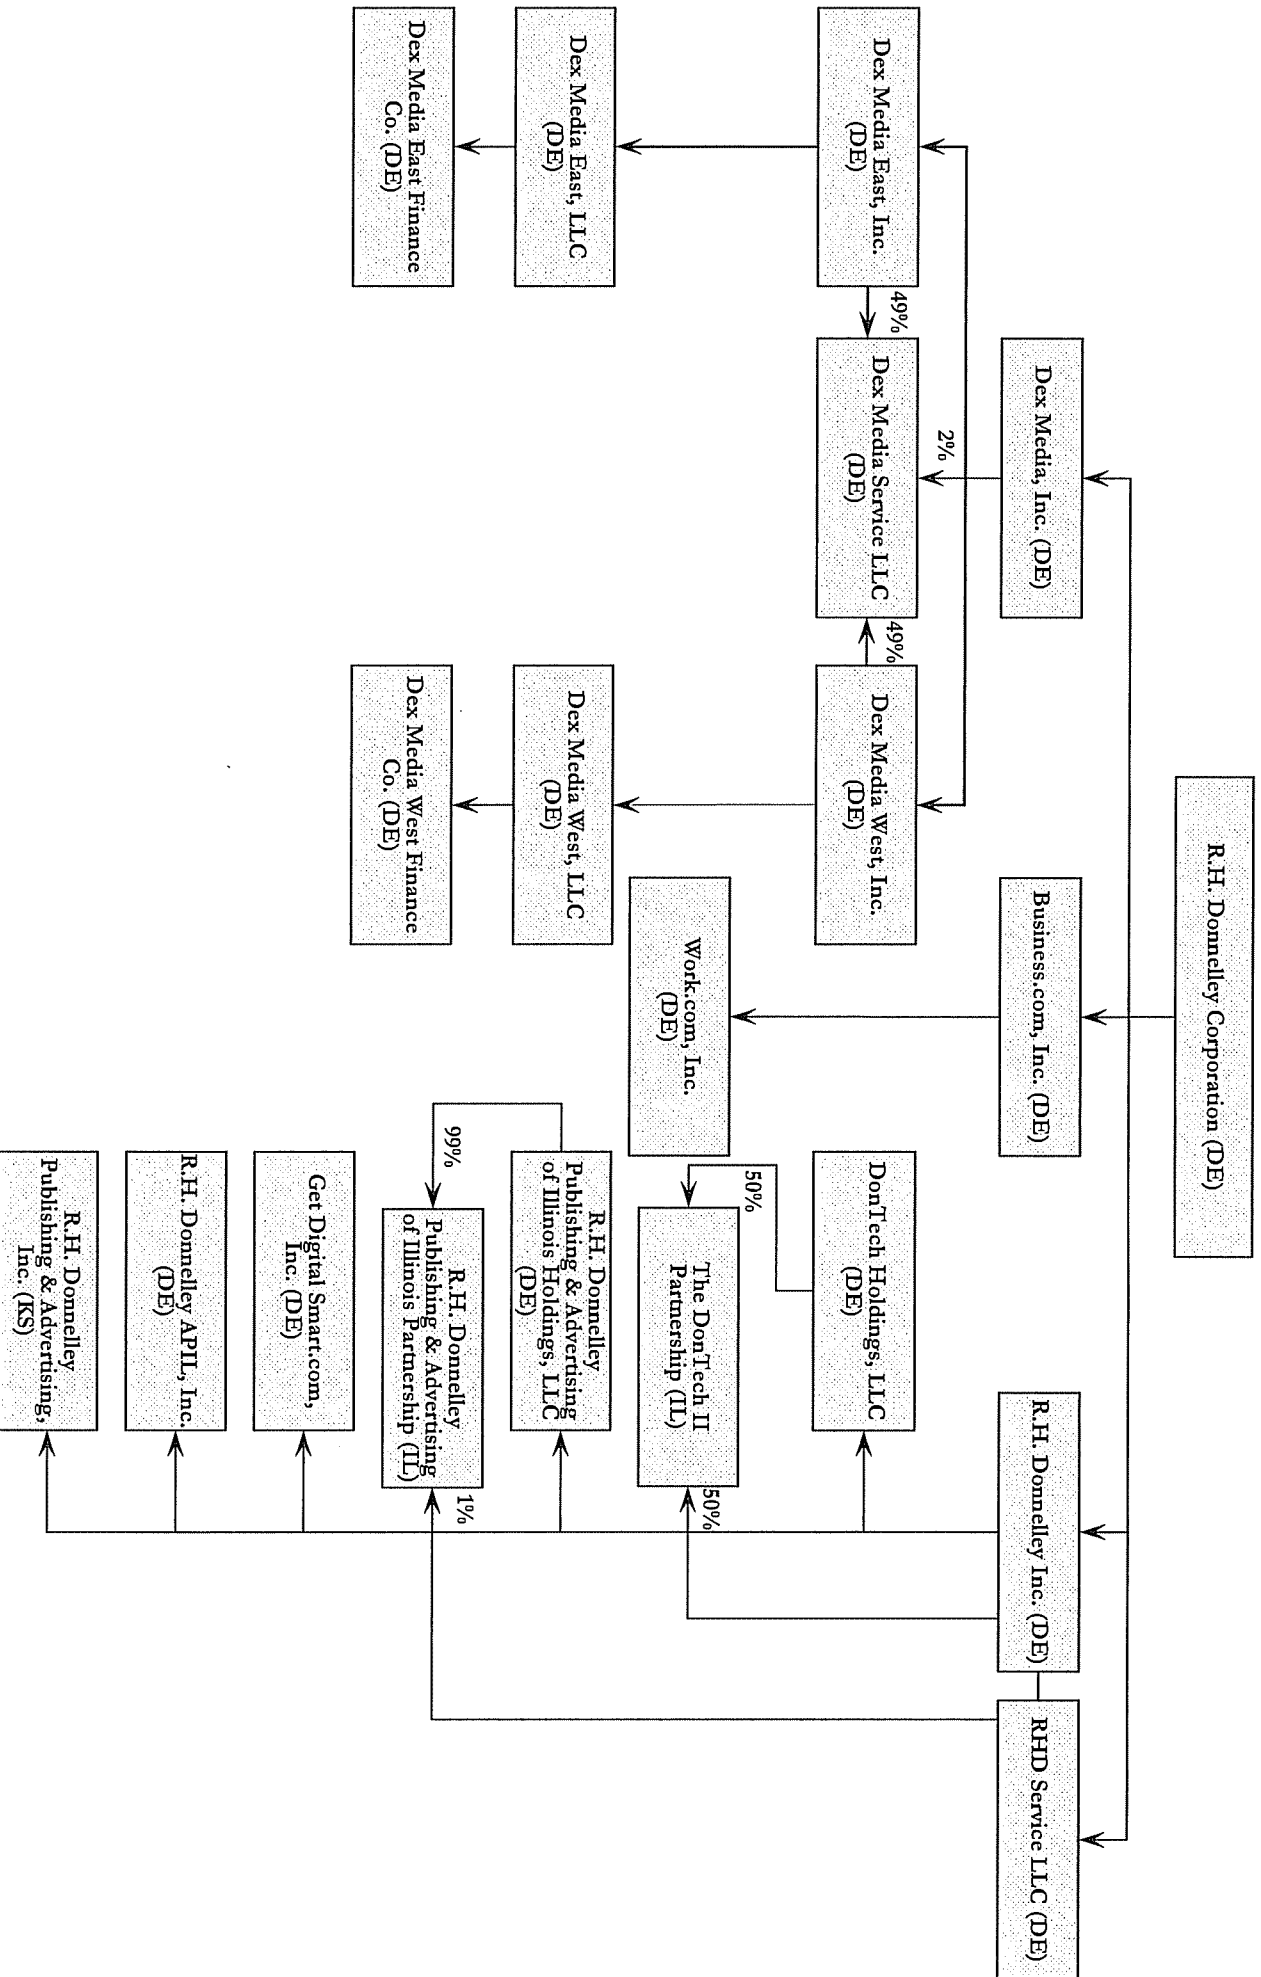 R.H. Donnelley Corporation (DE)
Dex Media, Inc. (DE)
Business.com, Inc. (DE)
R.H. Donnelley Inc. (DE)
RHD Service LLC (DE)
2%
Dex Media East, Inc.
(DE)
49%
Dex Media Service LLC
(DE)
49%
Dex Media West, Inc.
(DE)
DonTech Holdings, LLC
(DE)
50%
The DonTech II
Partnership (IL)
50%
Work.com, Inc.
(DE)
Dex Media East, LLC
(DE)
Dex Media West, LLC
(DE)
R.H. Donnelley
Publishing & Advertising
of Illinois Holdings, LLC
(DE)
99%
R.H. Donnelley
Publishing & Advertising
of Illinois Partnership (IL)
1%
Dex Media East Finance
Co. (DE)
Dex Media West Finance
Co. (DE)
Get Digital Smart.com,
Inc. (DE)
R.H. Donnelley APIL, Inc.
(DE)
R.H. Donnelley
Publishing & Advertising,
Inc. (KS)